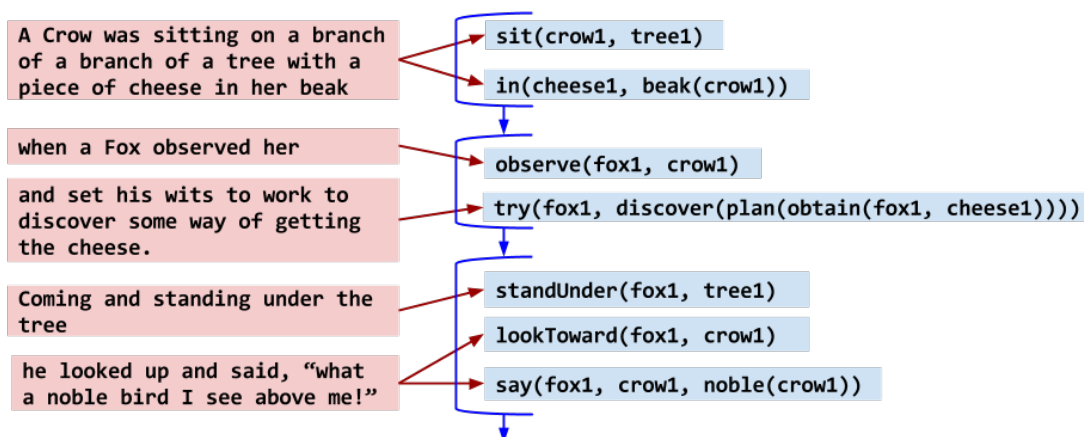 A Crow was sitting on a branch
of a branch of a tree with a
piece of cheese in her beak
sit(crow1, tree1)
in(cheese1, beak(crow1))
when a Fox observed her
observe(fox1, crow1)
and set his wits to work to
discover some way of getting
the cheese.
try(fox1, discover(plan(obtain(fox1, cheese1))))
Coming and standing under the
tree
standUnder(fox1, tree1)
lookToward(fox1, crow1)
he looked up and said, “what
a noble bird I see above me!”
say(fox1, crow1, noble(crow1))